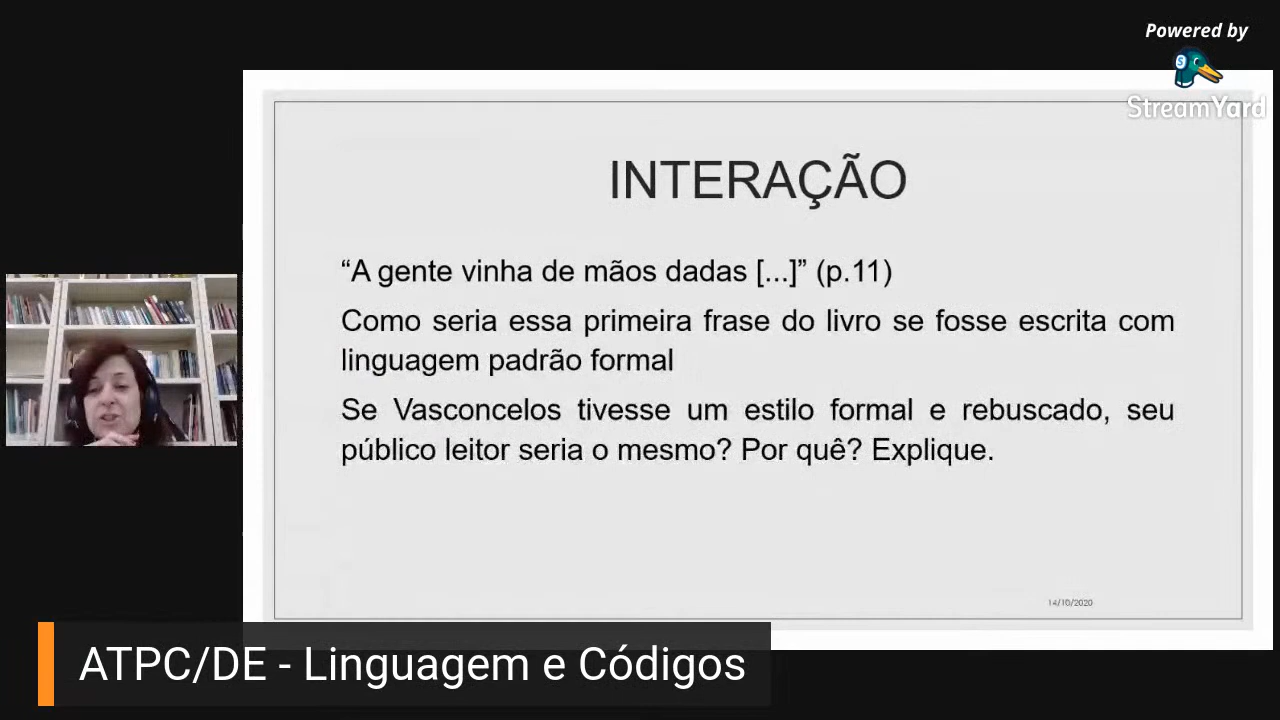 Powered by
StreamYard
INTERAÇÃO
“A gente vinha de mãos dadas [...]” (p.11)
Como seria essa primeira frase do livro se fosse escrita com
linguagem padrão formal
Se Vasconcelos tivesse um estilo formal e rebuscado, seu
público leitor seria o mesmo? Por quê? Explique.
14/10/2020
ATPC/DE - Linguagem e Códigos